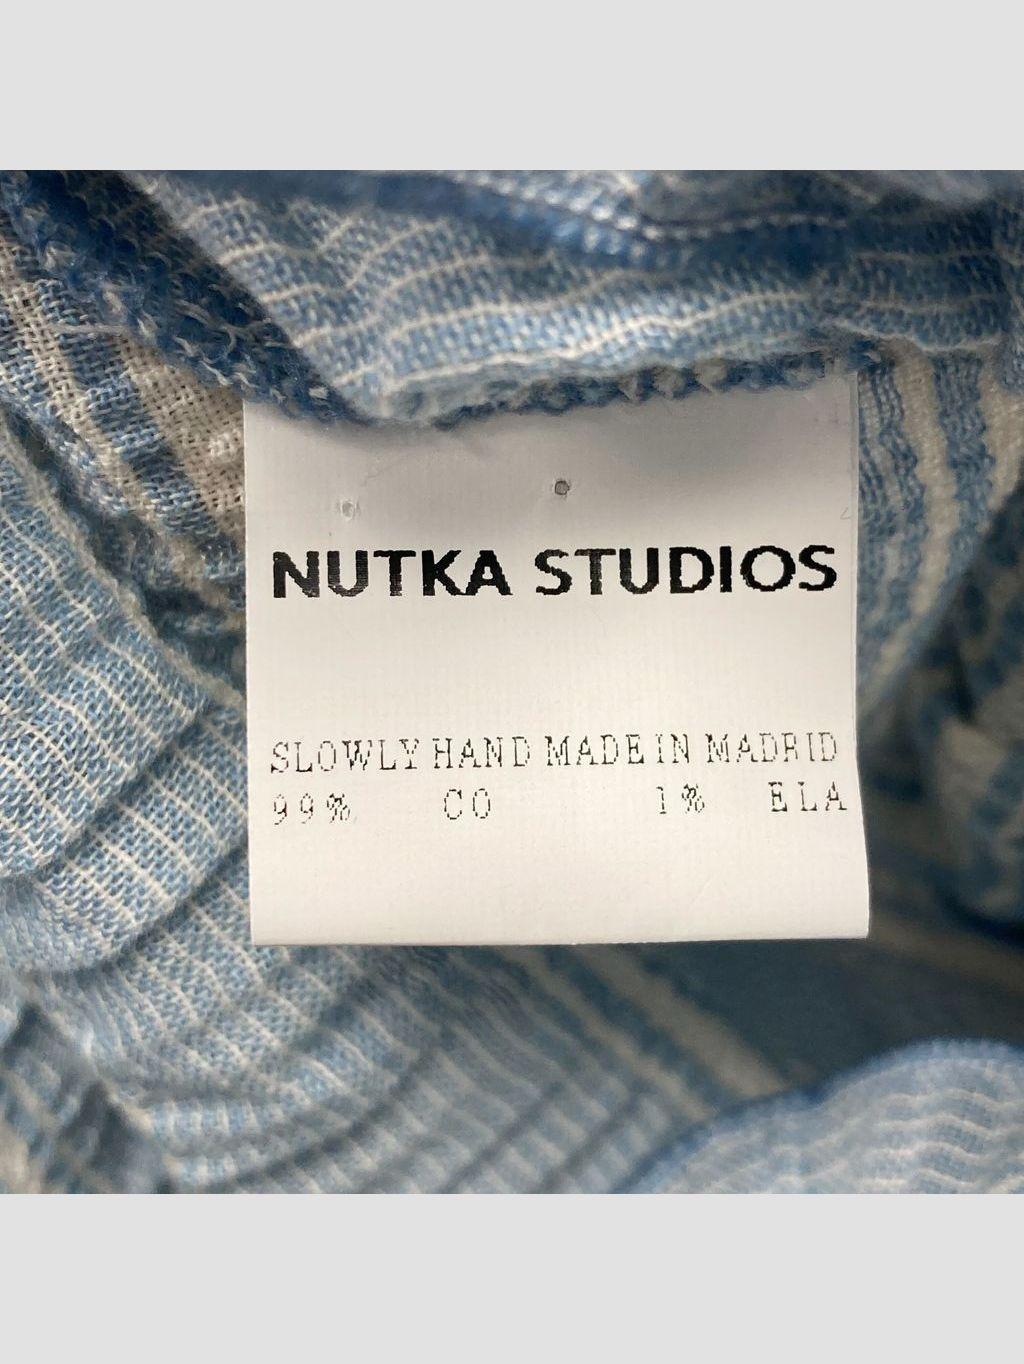 NUTKA STUDIOS
SLOWLY HAND MADE IN MADRID
99% CO 1% ELA